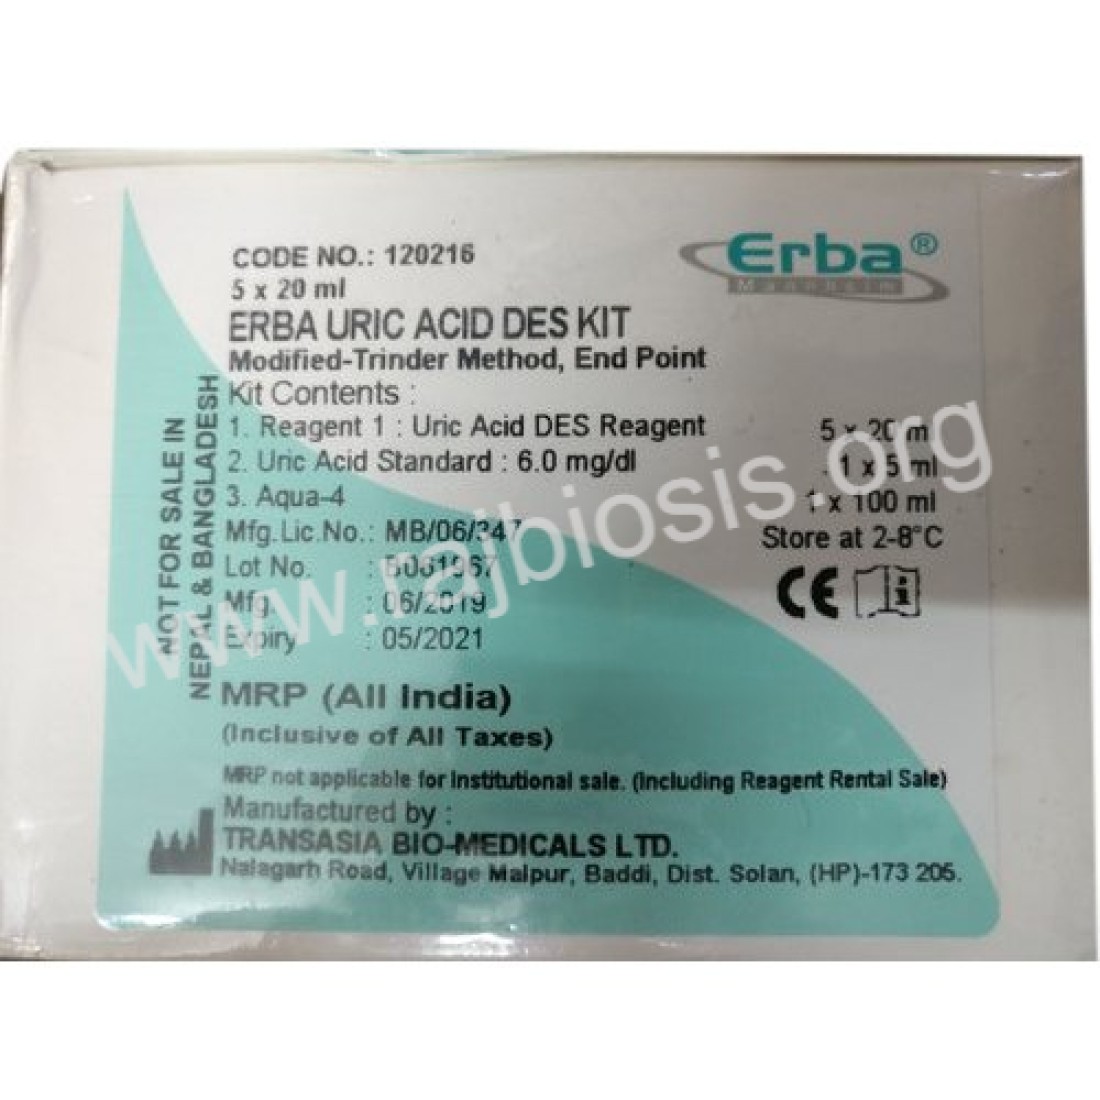 CODE NO.: 120216
5 x 20 ml
ERBA URIC ACID DES KIT
Modified-Trinder Method, End Point
Kit Contents :
1. Reagent 1 : Uric Acid DES Reagent 5 x 20 ml
2. Uric Acid Standard : 6.0 mg/dl 1 x 5 ml
3. Aqua-4 1 x 100 ml
Mfg.Lic.No.: MB/06/347
Store at 2-8°C
Lot No. : B061967
Mfg. : 06/2019
Expiry : 05/2021
MRP (All India)
(Inclusive of All Taxes)
MRP not applicable for Institutional sale. (Including Reagent Rental Sale)
Manufactured by :
TRANSASIA BIO-MEDICALS LTD.
Nalagarh Road, Village Malpur, Baddi, Dist. Solan, (HP)-173 205.
Erba®
Mannheim
CE
NOT FOR SALE IN
NEPAL & BANGLADESH
www.rajbiosis.org